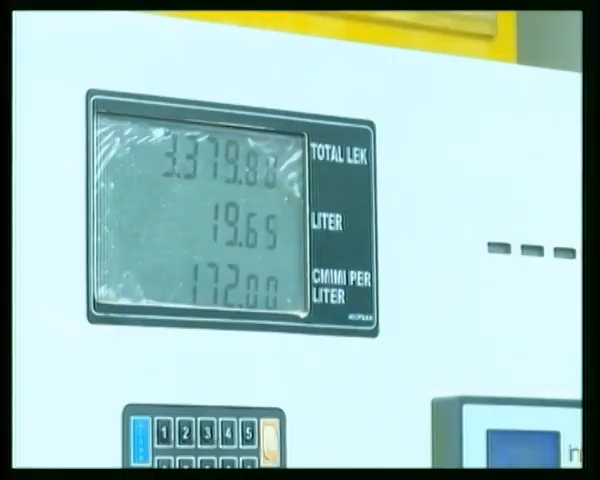 3.379.80
TOTAL LEK
19.65
LITER
172.00
CMIMI PER
LITER
1 2 3 4 5